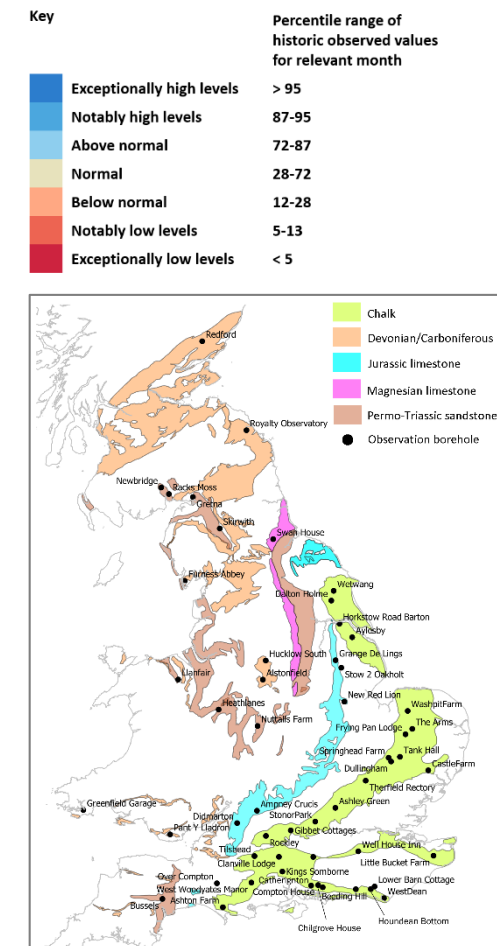 Key
Percentile range of
historic observed values
for relevant month
Exceptionally high levels > 95
Notably high levels 87-95
Above normal 72-87
Normal 28-72
Below normal 12-28
Notably low levels 5-13
Exceptionally low levels < 5
Chalk
Devonian/Carboniferous
Jurassic limestone
Magnesian limestone
Permo-Triassic sandstone
Observation borehole
Redford
Royalty Observatory
Newbridge
Racks Moss
Gretna
Skirwith
Swan House
Furness Abbey
Wetwang
Dalton Holme
Horkstow Road Barton
Aylesby
Hucklow South
Grange De Lings
Alstonfield
Stow 2 Oakholt
Llanfair
New Red Lion
WashpitFarm
Heathlanes
Nuttalls Farm
Frying Pan Lodge
The Arms
Springhead Farm
Tank Hall
Dullingham
CastleFarm
Therfield Rectory
Greenfield Garage
Ampney Crucis
Ashley Green
Didmarton
StonorPark
Pant Y Lladron
Gibbet Cottages
Rockley
Well House Inn
Tilshead
Clanville Lodge
Little Bucket Farm
Kings Somborne
Over Compton
Catherington
Lower Barn Cottage
West Woodyates Manor
Compton House
Beeding Hill
WestDean
Bussels
Ashton Farm
Houndean Bottom
Chilgrove House